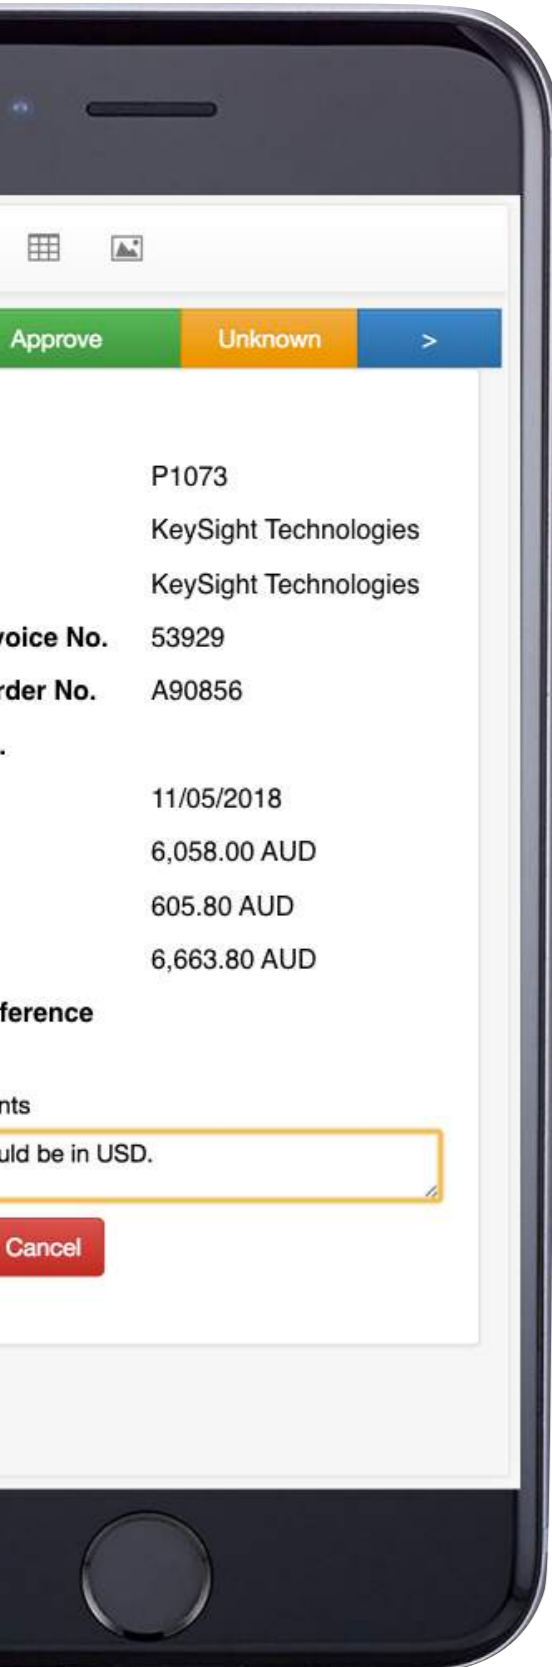 Approve Unknown >
P1073
KeySight Technologies
KeySight Technologies
voice No. 53929
rder No. A90856
.
11/05/2018
6,058.00 AUD
605.80 AUD
6,663.80 AUD
ference
nts
uld be in USD.
Cancel